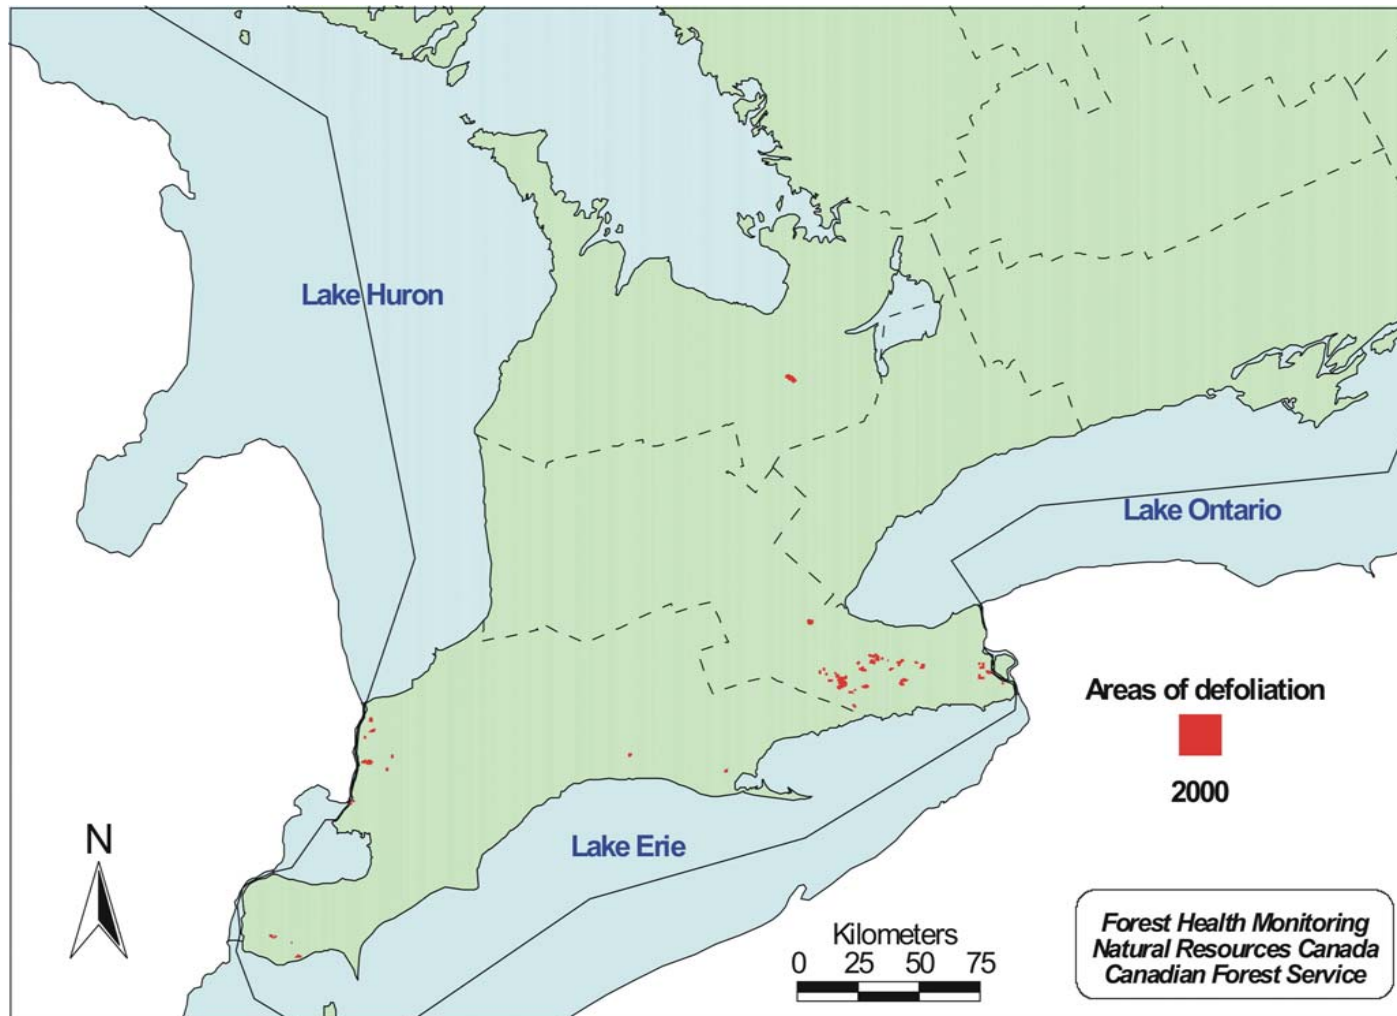 Lake Huron
Lake Ontario
Areas of defoliation
2000
Lake Erie
N
Kilometers
0 25 50 75
Forest Health Monitoring
Natural Resources Canada
Canadian Forest Service